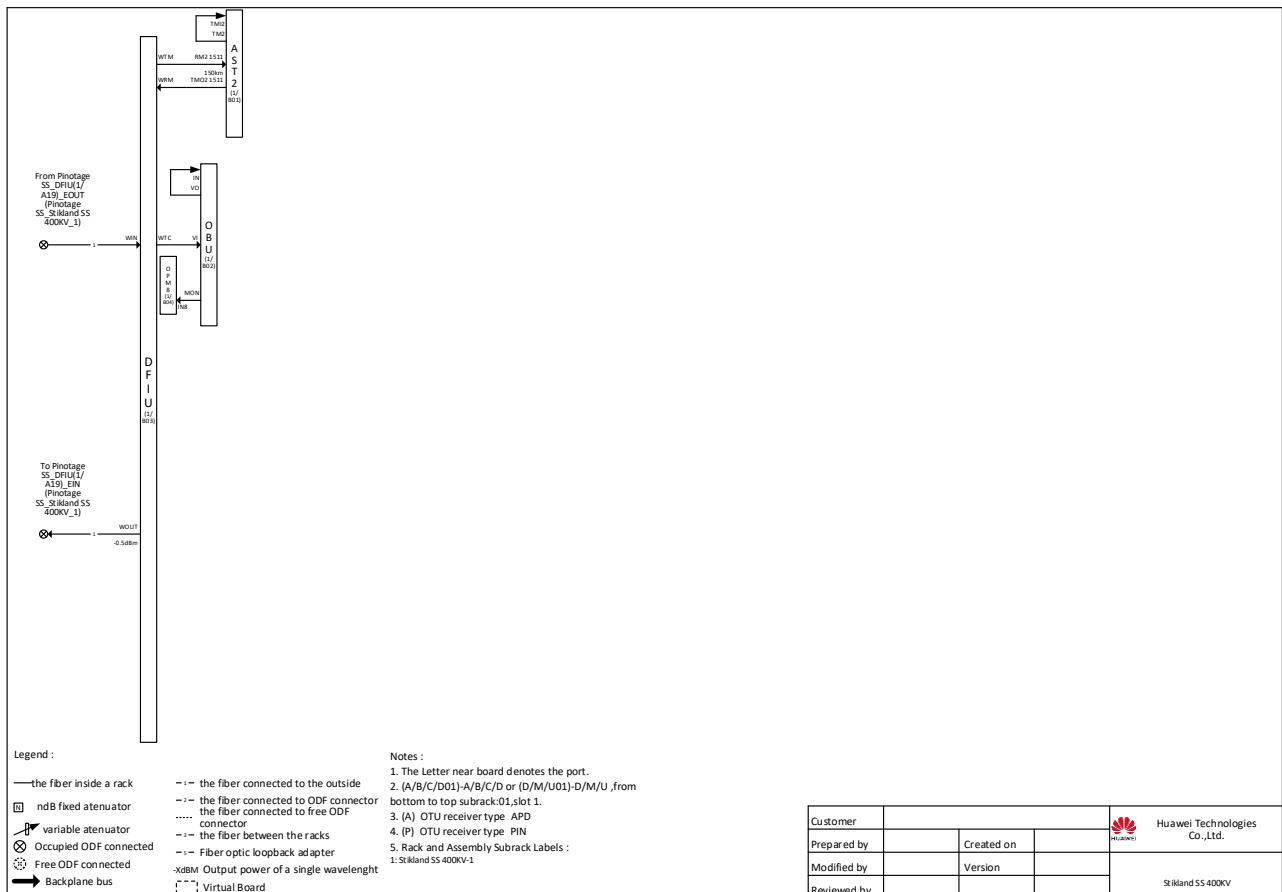 TMI2
TM2
A
S
T
2
(1/
B01)
WTM
RM2 1511
150km
WRM
TMO2 1511
From Pinotage
SS_DFIU(1/
A19)_EOUT
(Pinotage
SS_Stikland SS
400KV_1)
IN
VO
O
B
U
(1/
B02)
1
WIN
WTC
VI
O
P
M
8
(1/
B04)
MON
IN8
D
F
I
U
(1/
B03)
To Pinotage
SS_DFIU(1/
A19)_EIN
(Pinotage
SS_Stikland SS
400KV_1)
1
WOUT
-0.5dBm
Legend :
the fiber inside a rack
N ndB fixed atenuator
variable atenuator
Occupied ODF connected
Free ODF connected
Backplane bus
1 the fiber connected to the outside
2 the fiber connected to ODF connector
the fiber connected to free ODF
connector
3 the fiber between the racks
Fiber optic loopback adapter
-XdBM Output power of a single wavelenght
Virtual Board
Notes :
1. The Letter near board denotes the port.
2. (A/B/C/D01)-A/B/C/D or (D/M/U01)-D/M/U ,from
bottom to top subrack:01,slot 1.
3. (A) OTU receiver type APD
4. (P) OTU receiver type PIN
5. Rack and Assembly Subrack Labels :
1: Stikland SS 400KV-1
Customer
Prepared by
Created on
Modified by
Version
Reviewed by
HUAWEI
Huawei Technologies
Co.,Ltd.
Stikland SS 400KV